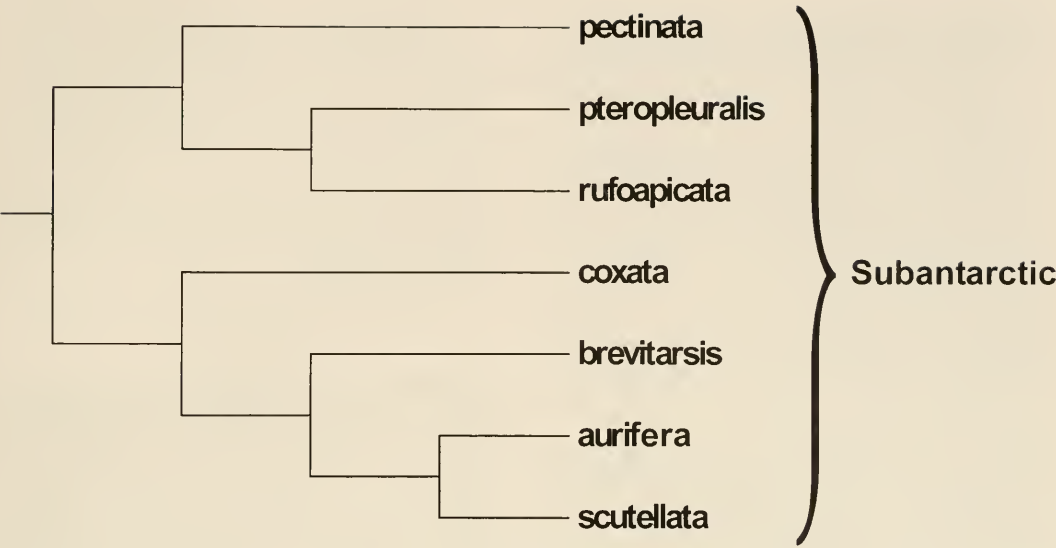 pectinata
pteropleuralis
rufoapicata
coxata
Subantarctic
brevitarsis
aurifera
scutellata